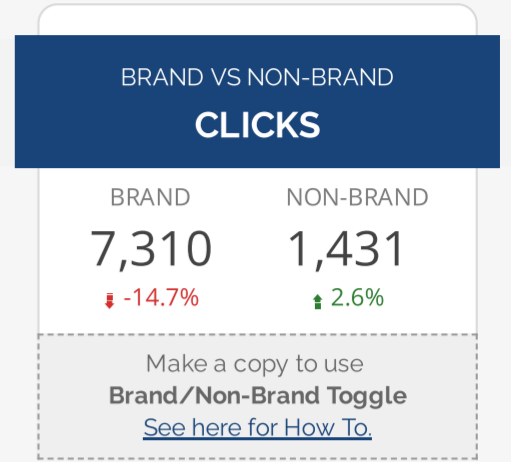 BRAND VS NON-BRAND
CLICKS
BRAND NON-BRAND
7,310 1,431
-14.7% 2.6%
Make a copy to use
Brand/Non-Brand Toggle
See here for How To.